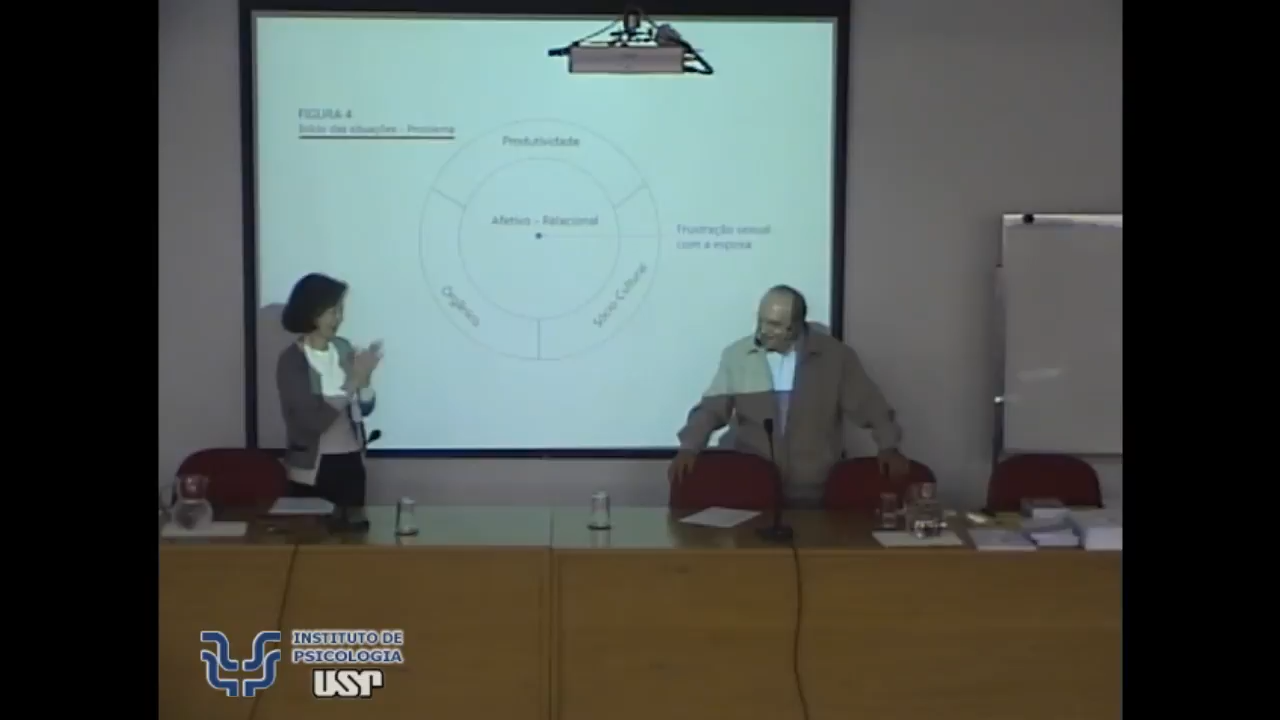 FIGURA 4
Início das situações - Problema
Produtividade
Afetivo - Relacional
Frustração sexual
com a esposa
Orgânico
Sócio-Cultural
INSTITUTO DE
PSICOLOGIA
USP